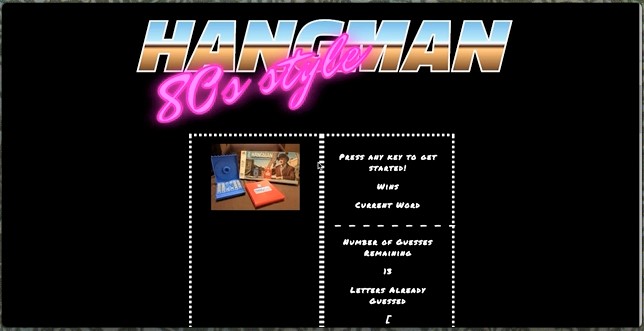 HANGMAN
80s style
HANGMAN
Press any key to get
started!
Wins
Current Word
Number of Guesses
Remaining
13
Letters Already
Guessed
[